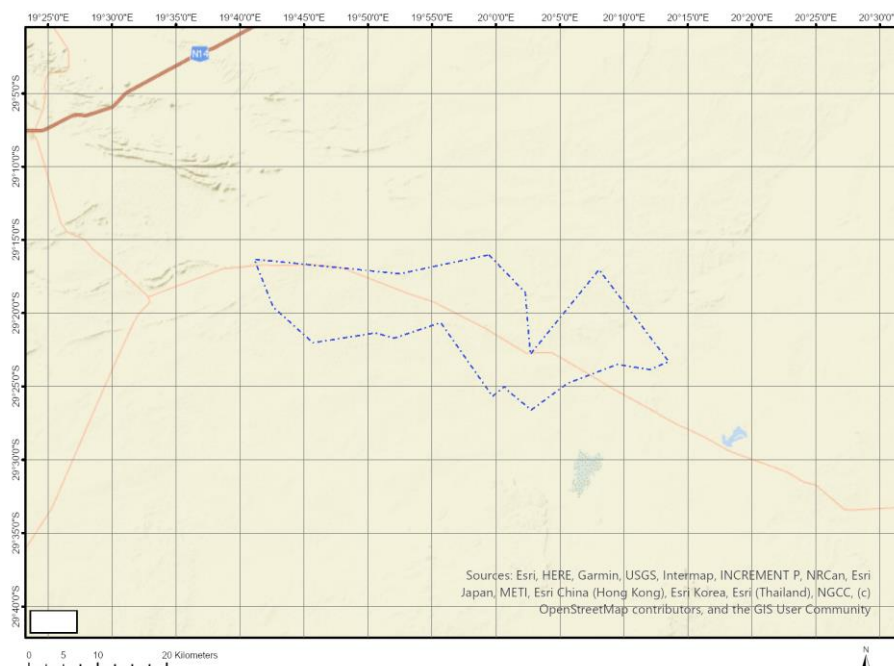 19°25'0"E 19°30'0"E 19°35'0"E 19°40'0"E 19°45'0"E 19°50'0"E 19°55'0"E 20°0'0"E 20°5'0"E 20°10'0"E 20°15'0"E 20°20'0"E 20°25'0"E 20°30'0"E
N14
29°5'0"S
29°10'0"S
29°15'0"S
29°20'0"S
29°25'0"S
29°30'0"S
29°35'0"S
29°40'0"S
Sources: Esri, HERE, Garmin, USGS, Intermap, INCREMENT P, NRCan, Esri
Japan, METI, Esri China (Hong Kong), Esri Korea, Esri (Thailand), NGCC, (c)
OpenStreetMap contributors, and the GIS User Community
0 5 10 20 Kilometers
N